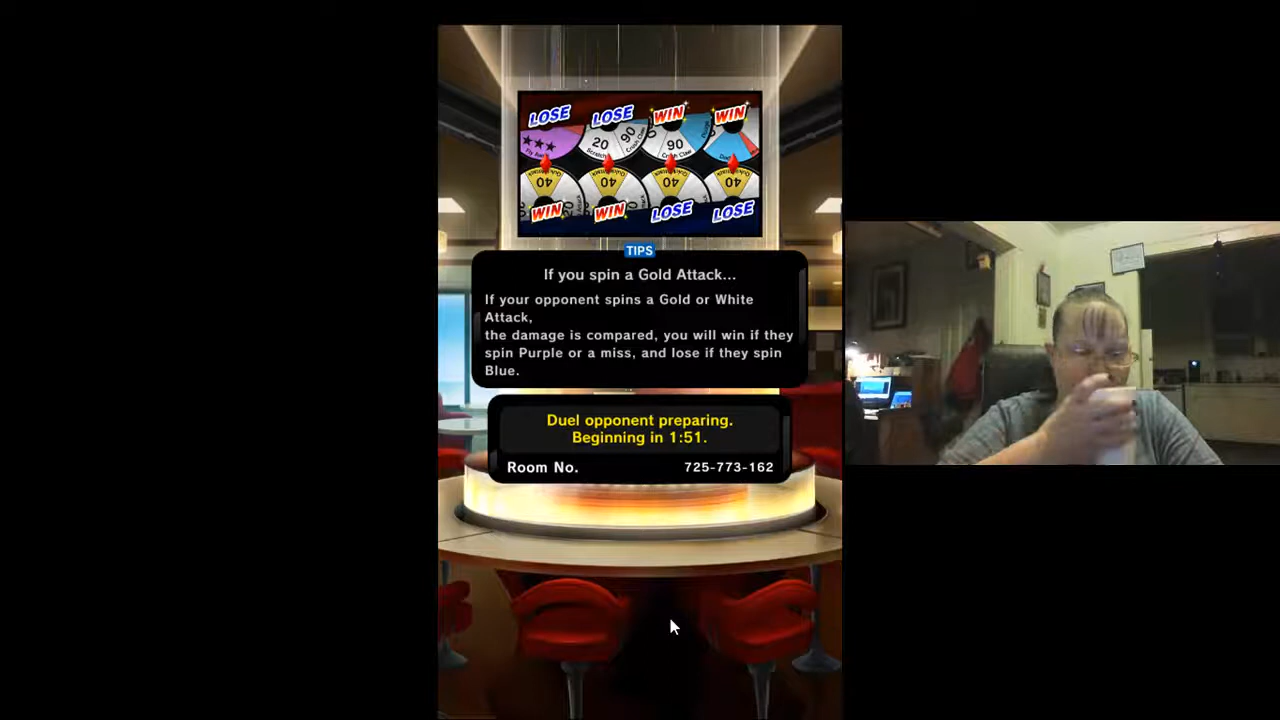 LOSE LOSE WIN WIN
20 90 90
Scratch Crush Claw
40 40 40 40
WIN WIN LOSE LOSE
TIPS
If you spin a Gold Attack...
If your opponent spins a Gold or White
Attack,
the damage is compared, you will win if they
spin Purple or a miss, and lose if they spin
Blue.
Duel opponent preparing.
Beginning in 1:51.
Room No. 725-773-162